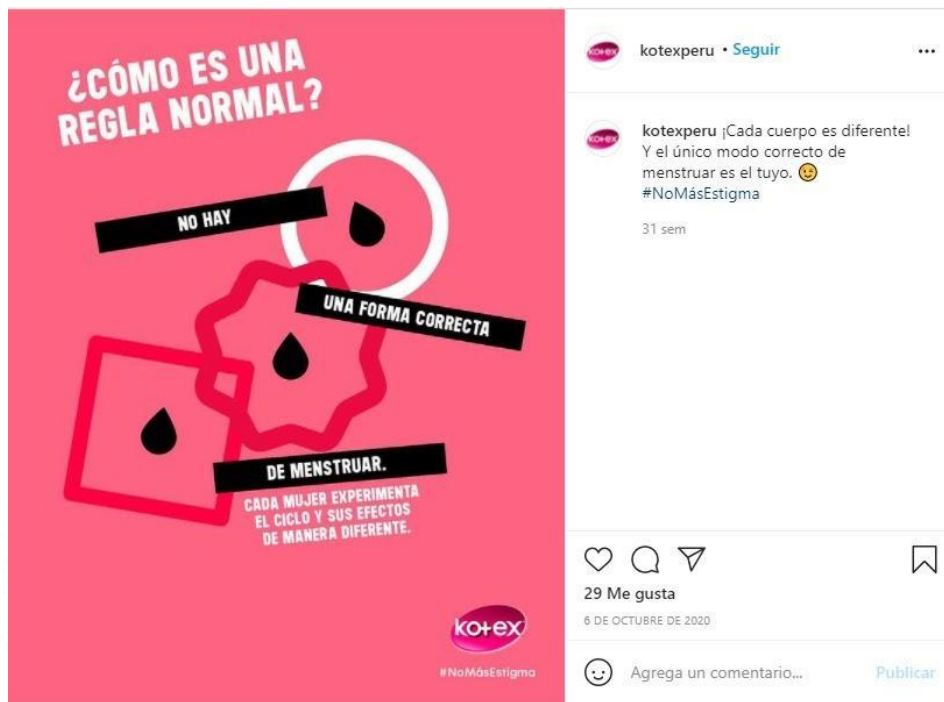 ¿CÓMO ES UNA
REGLA NORMAL?
NO HAY
UNA FORMA CORRECTA
DE MENSTRUAR.
CADA MUJER EXPERIMENTA
EL CICLO Y SUS EFECTOS
DE MANERA DIFERENTE.
kotex
#NoMásEstigma
kotex
kotexperu • Seguir
kotex
kotexperu ¡Cada cuerpo es diferente!
Y el único modo correcto de
menstruar es el tuyo. 😉
#NoMásEstigma
31 sem
29 Me gusta
6 DE OCTUBRE DE 2020
Agrega un comentario... Publicar